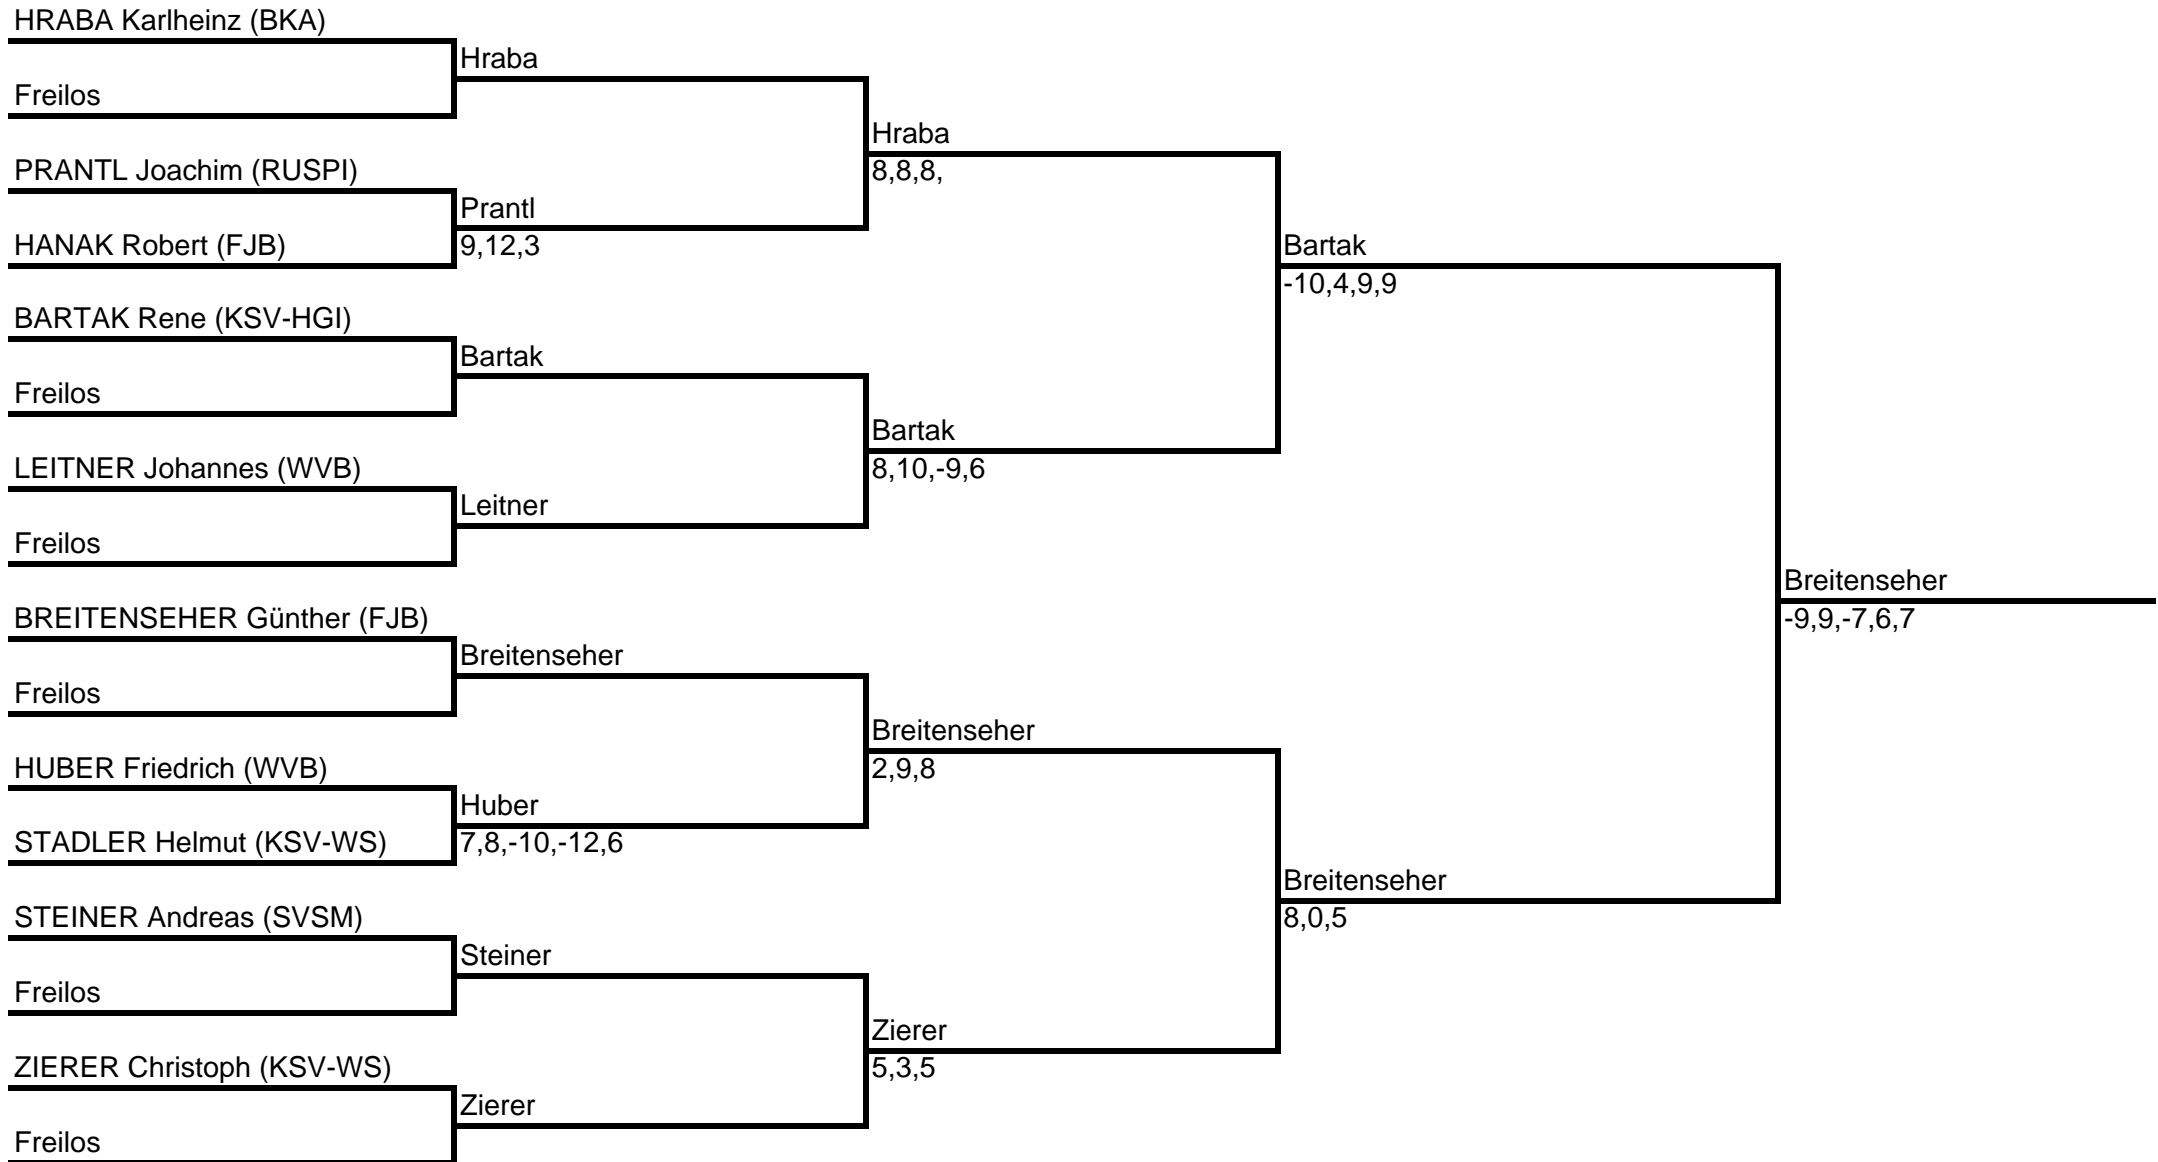 HRABA Karlheinz (BKA)
Hraba
Freilos
Hraba
8,8,8,
PRANTL Joachim (RUSPI)
Prantl
9,12,3
HANAK Robert (FJB)
Bartak
-10,4,9,9
BARTAK Rene (KSV-HGI)
Bartak
Freilos
Bartak
8,10,-9,6
LEITNER Johannes (WVB)
Leitner
Freilos
Breitenseher
-9,9,-7,6,7
BREITENSEHER Günther (FJB)
Breitenseher
Freilos
Breitenseher
2,9,8
HUBER Friedrich (WVB)
Huber
7,8,-10,-12,6
STADLER Helmut (KSV-WS)
Breitenseher
8,0,5
STEINER Andreas (SVSM)
Steiner
Freilos
Zierer
5,3,5
ZIERER Christoph (KSV-WS)
Zierer
Freilos